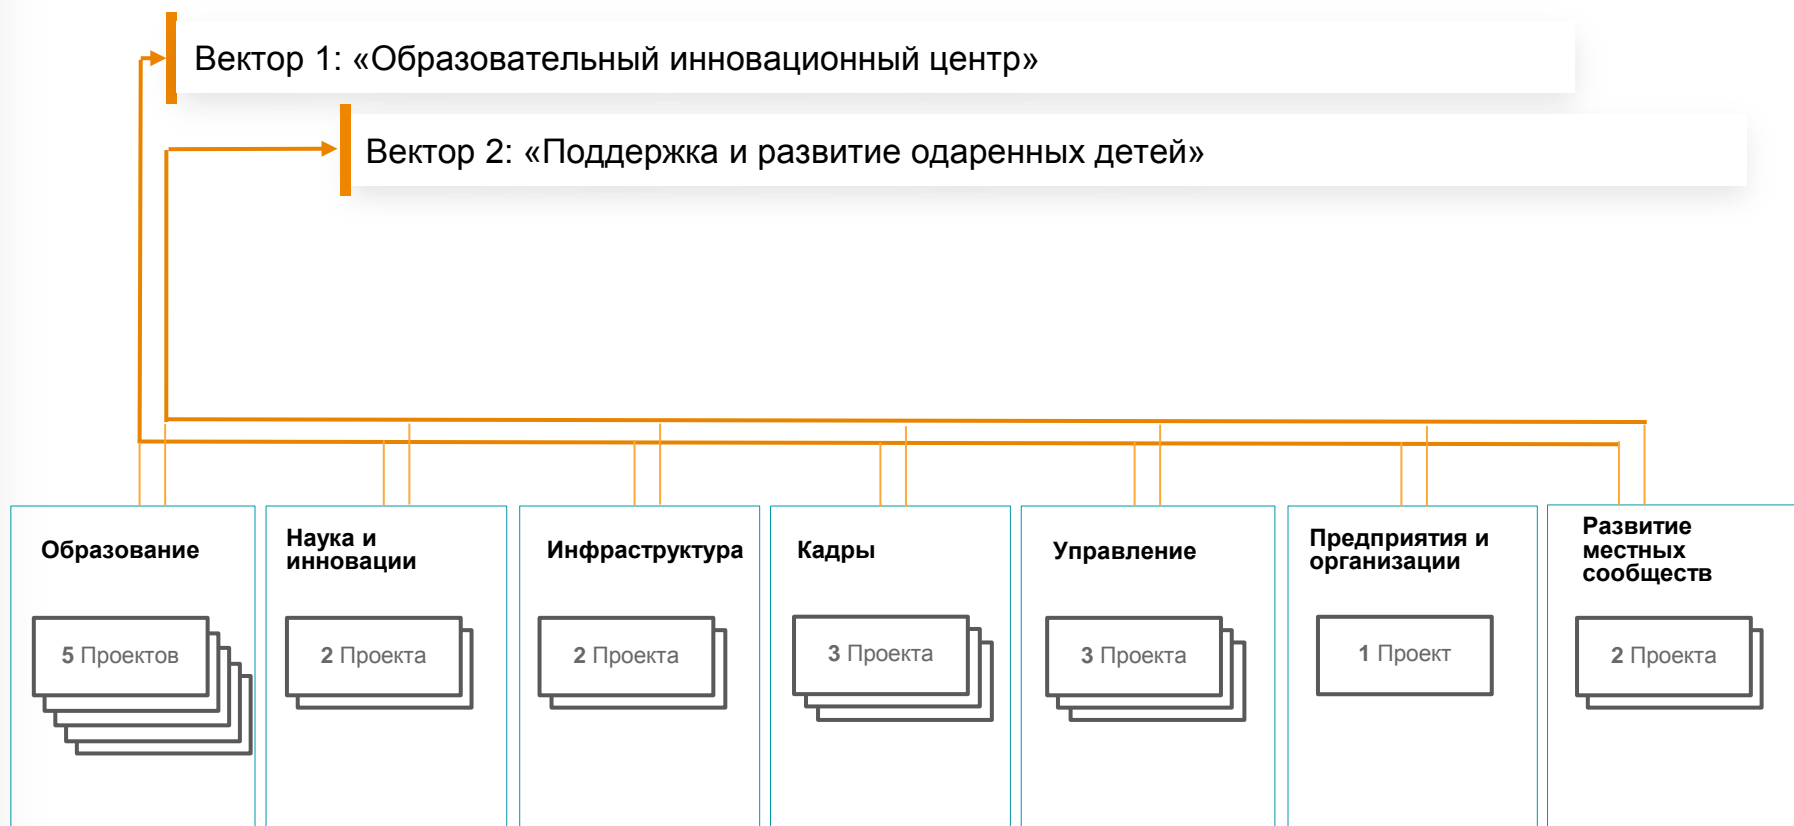 Вектор 1: «Образовательный инновационный центр»
Вектор 2: «Поддержка и развитие одаренных детей»
Образование
5 Проектов
Наука и
инновации
2 Проекта
Инфраструктура
2 Проекта
Кадры
3 Проекта
Управление
3 Проекта
Предприятия и
организации
1 Проект
Развитие
местных
сообществ
2 Проекта